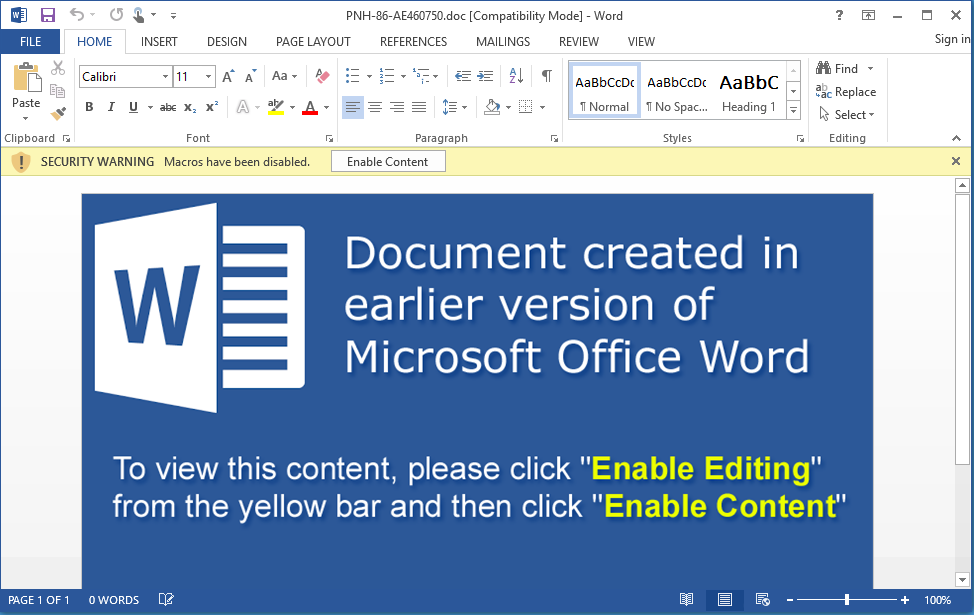 PNH-86-AE460750.doc [Compatibility Mode] - Word
?
FILE HOME INSERT DESIGN PAGE LAYOUT REFERENCES MAILINGS REVIEW VIEW Sign in
Calibri 11 Aa
AaBbCcDc AaBbCcDc AaBbC
Find
Paste
Replace
B I U abc x₂ x² A ab A
¶ Normal ¶ No Spac... Heading 1
Select
Clipboard Font Paragraph Styles Editing
! SECURITY WARNING Macros have been disabled. Enable Content
W
Document created in
earlier version of
Microsoft Office Word
To view this content, please click "Enable Editing"
from the yellow bar and then click "Enable Content"
PAGE 1 OF 1 0 WORDS 100%